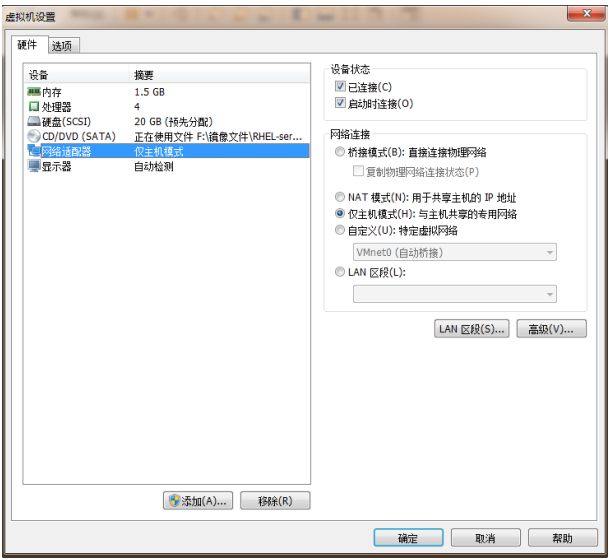 虚拟机设置
硬件 选项
设备 摘要
内存 1.5 GB
处理器 4
硬盘(SCSI) 20 GB (预先分配)
CD/DVD (SATA) 正在使用文件 F:\镜像文件\RHEL-ser...
网络适配器 仅主机模式
显示器 自动检测
添加(A)... 移除(R)
设备状态
已连接(C)
启动时连接(O)
网络连接
桥接模式(B): 直接连接物理网络
复制物理网络连接状态(P)
NAT 模式(N): 用于共享主机的 IP 地址
仅主机模式(H): 与主机共享的专用网络
自定义(U): 特定虚拟网络
VMnet0 (自动桥接)
LAN 区段(L):
LAN 区段(S)... 高级(V)...
确定 取消 帮助